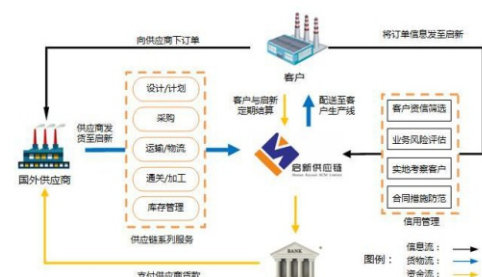 向供应商下订单
将订单信息发至启新
客户
设计/计划
采购
运输/物流
通关/加工
库存管理
供应链系列服务
供应商发
货至启新
国外供应商
客户与启新
定期结算
配送至客
户生产线
启新供应链
客户资信筛选
业务风险评估
实地考察客户
合同措施防范
信用管理
BANK
支付供应商货款
图例：
信息流：
货物流：
资金流：